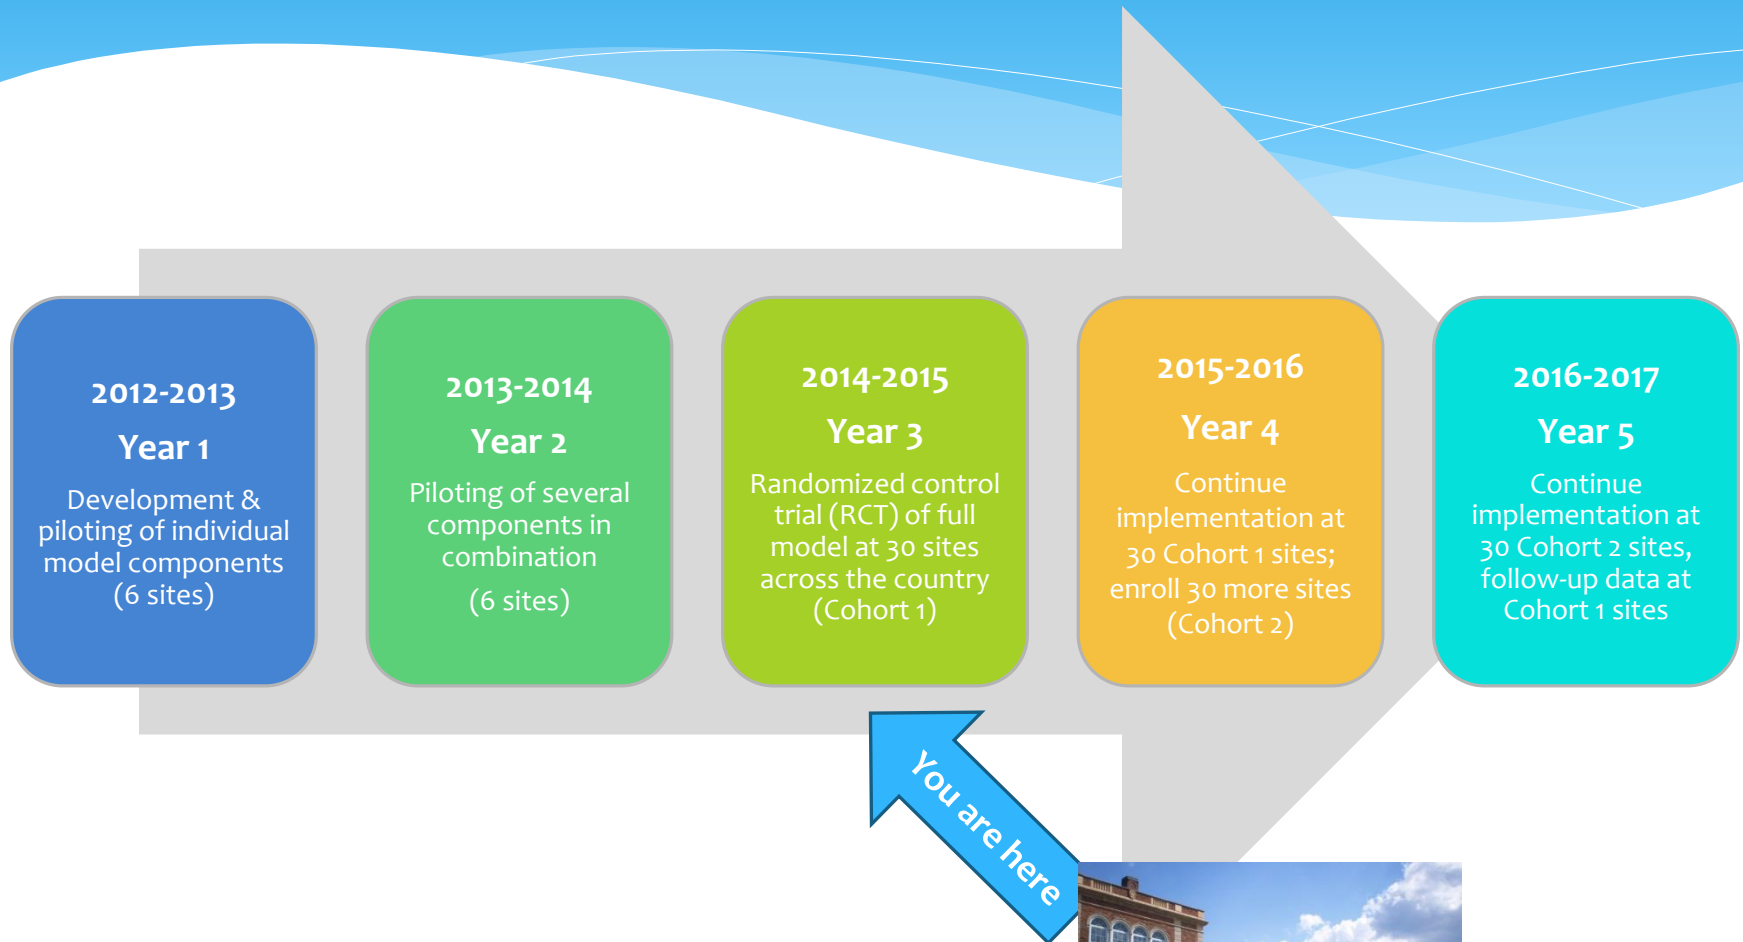 2012-2013
Year 1
Development &
piloting of individual
model components
(6 sites)
2013-2014
Year 2
Piloting of several
components in
combination
(6 sites)
2014-2015
Year 3
Randomized control
trial (RCT) of full
model at 30 sites
across the country
(Cohort 1)
2015-2016
Year 4
Continue
implementation at
30 Cohort 1 sites;
enroll 30 more sites
(Cohort 2)
2016-2017
Year 5
Continue
implementation at
30 Cohort 2 sites,
follow-up data at
Cohort 1 sites
You are here